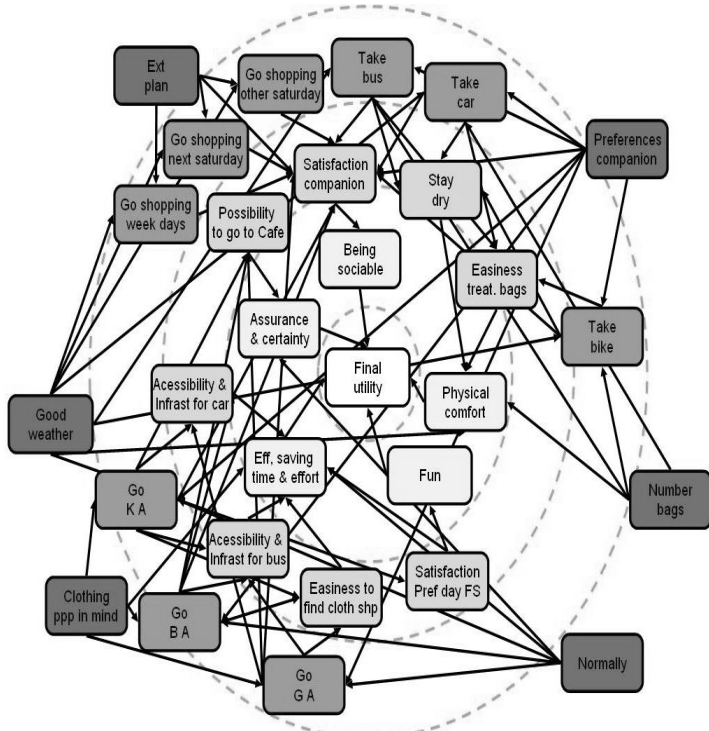 Ext
plan
Go shopping
other saturday
Take
bus
Take
car
Go shopping
next saturday
Preferences
companion
Satisfaction
companion
Stay
dry
Go shopping
week days
Possibility
to go to Cafe
Being
sociable
Easiness
treat. bags
Assurance
& certainty
Take
bike
Final
utility
Acessibility &
Infrast for car
Physical
comfort
Good
weather
Eff, saving
time & effort
Fun
Go
K A
Number
bags
Acessibility &
Infrast for bus
Satisfaction
Pref day FS
Easiness to
find cloth shp
Clothing
ppp in mind
Go
B A
Normally
Go
G A